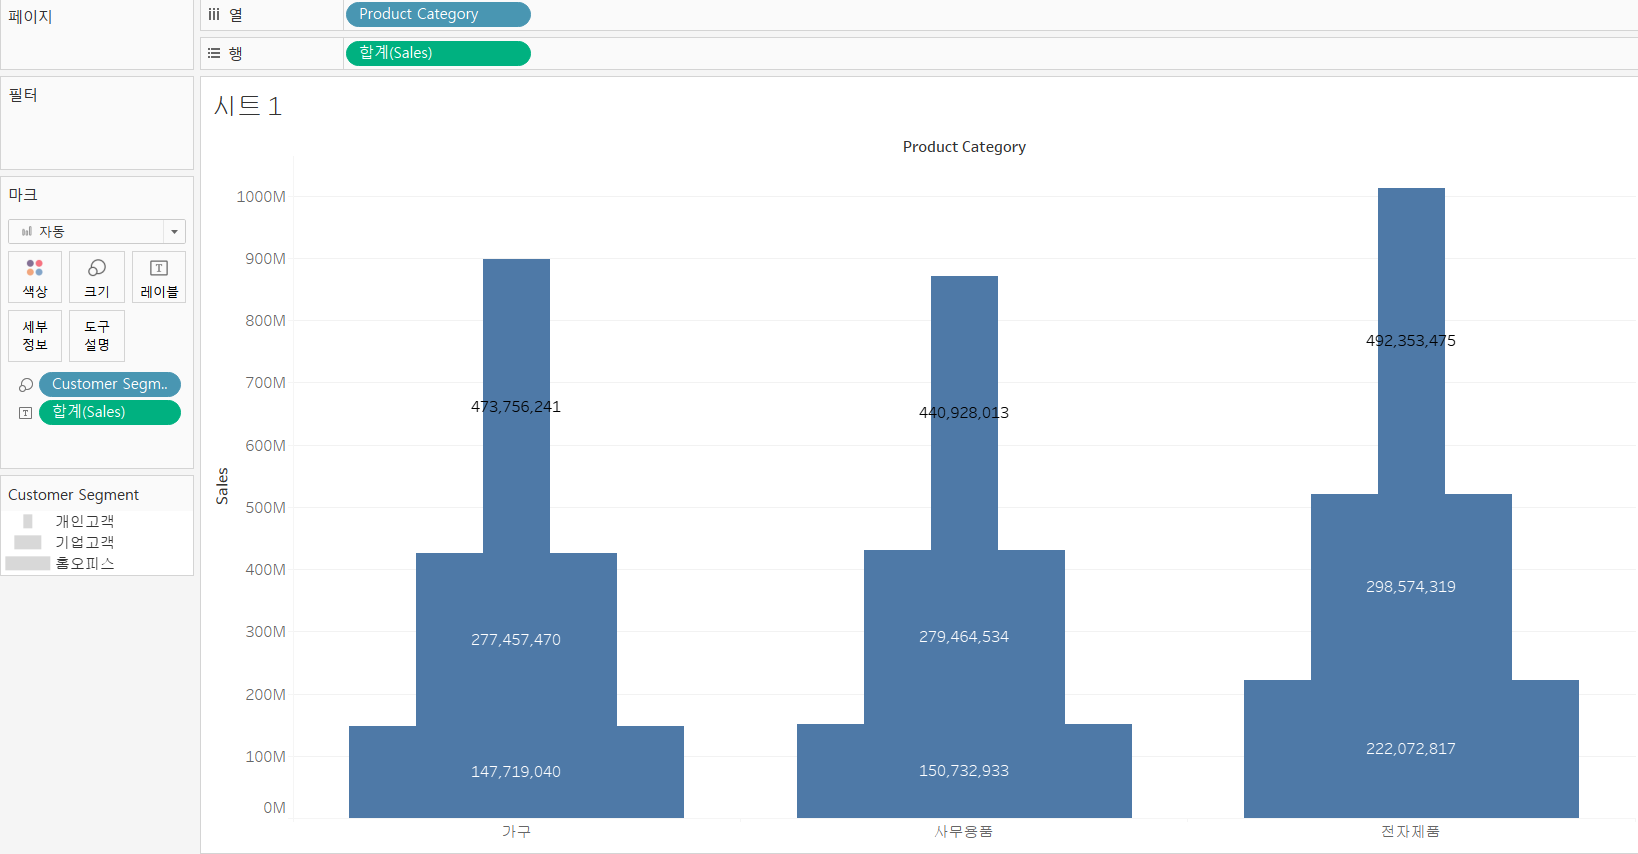 페이지
열
Product Category
행
합계(Sales)
필터
마크
자동
색상
크기
레이블
세부
정보
도구
설명
Customer Segm..
합계(Sales)
Customer Segment
개인고객
기업고객
홈오피스
시트 1
Product Category
Sales
1000M
900M
800M
700M
600M
500M
400M
300M
200M
100M
0M
473,756,241
277,457,470
147,719,040
440,928,013
279,464,534
150,732,933
492,353,475
298,574,319
222,072,817
가구
사무용품
전자제품